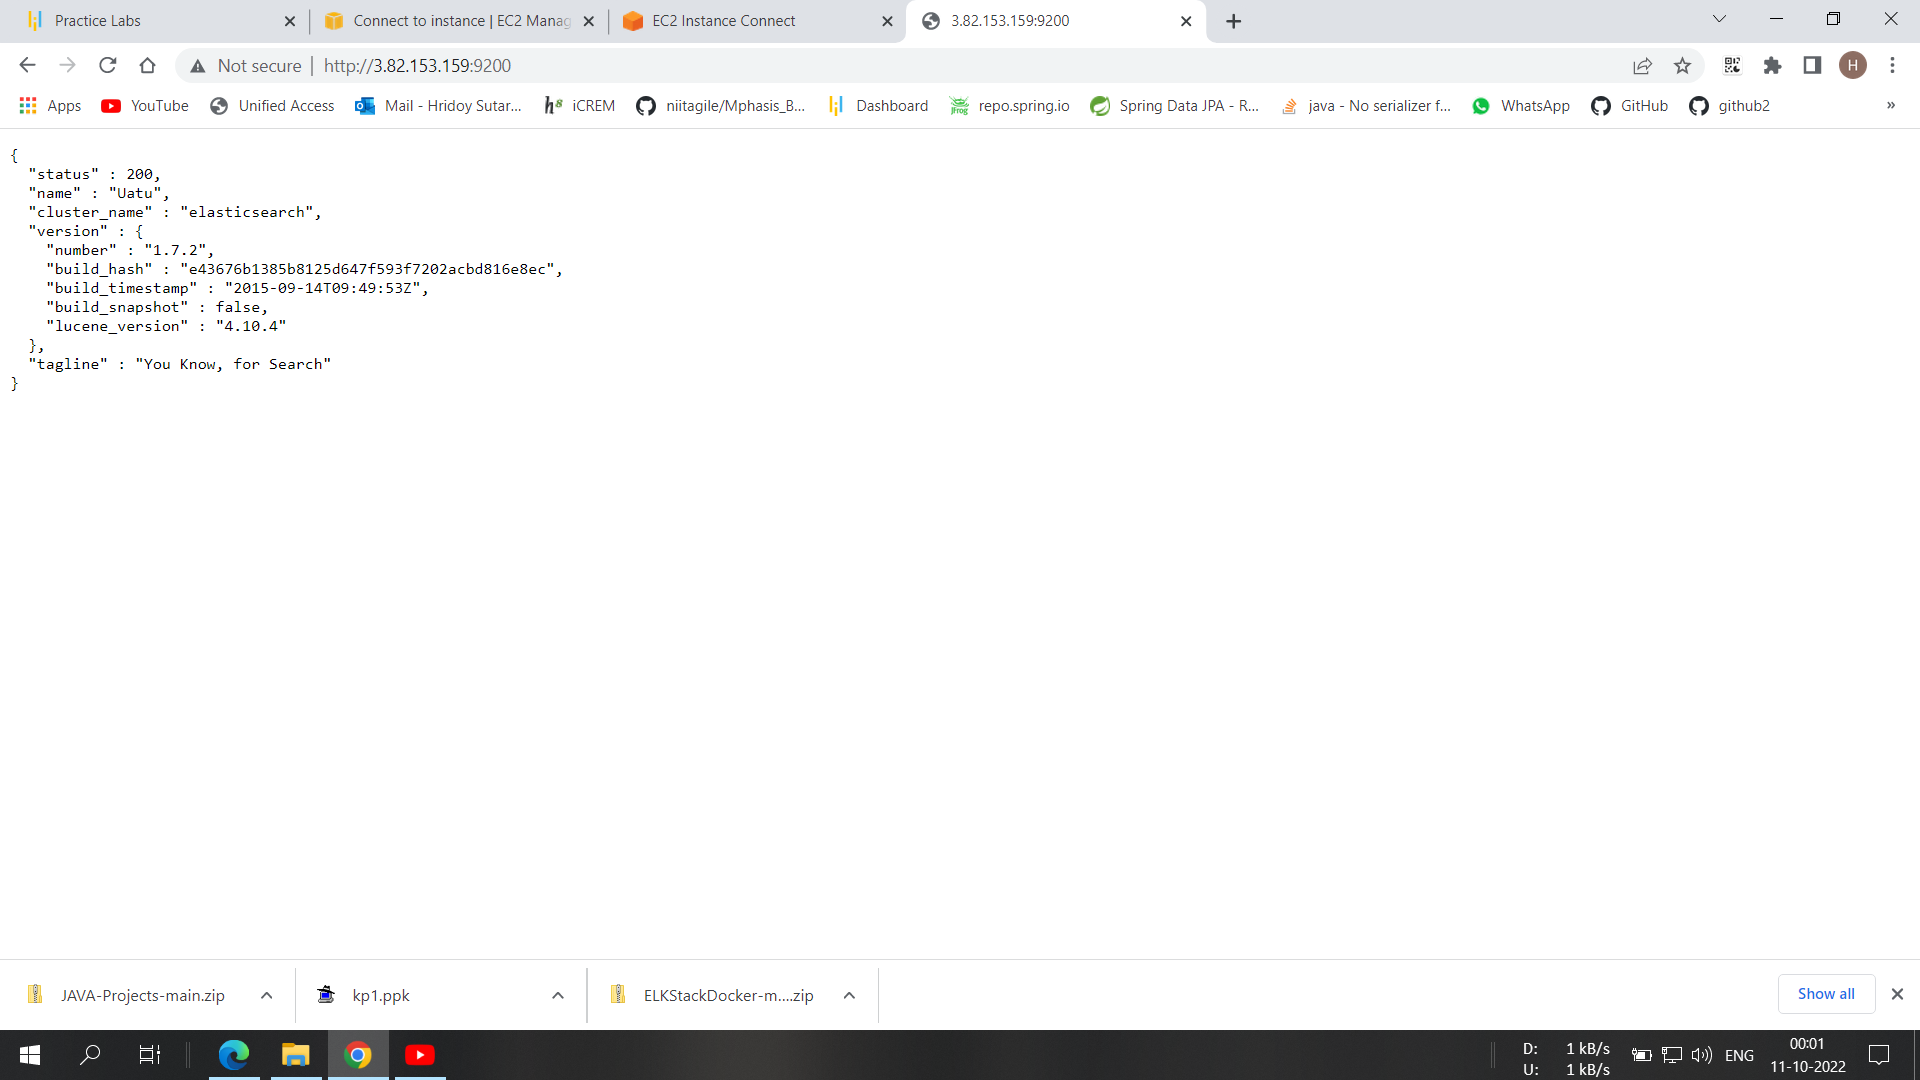 Practice Labs
Connect to instance | EC2 Manag
EC2 Instance Connect
3.82.153.159:9200
Not secure | http://3.82.153.159:9200
H
Apps
YouTube
Unified Access
Mail - Hridoy Sutar...
iCREM
niitagile/Mphasis_B...
Dashboard
repo.spring.io
Spring Data JPA - R...
java - No serializer f...
WhatsApp
GitHub
github2
»
{
"status" : 200,
"name" : "Uatu",
"cluster_name" : "elasticsearch",
"version" : {
"number" : "1.7.2",
"build_hash" : "e43676b1385b8125d647f593f7202acbd816e8ec",
"build_timestamp" : "2015-09-14T09:49:53Z",
"build_snapshot" : false,
"lucene_version" : "4.10.4"
},
"tagline" : "You Know, for Search"
}
JAVA-Projects-main.zip
kp1.ppk
ELKStackDocker-m....zip
Show all
D: 1 kB/s
U: 1 kB/s
ENG
00:01
11-10-2022